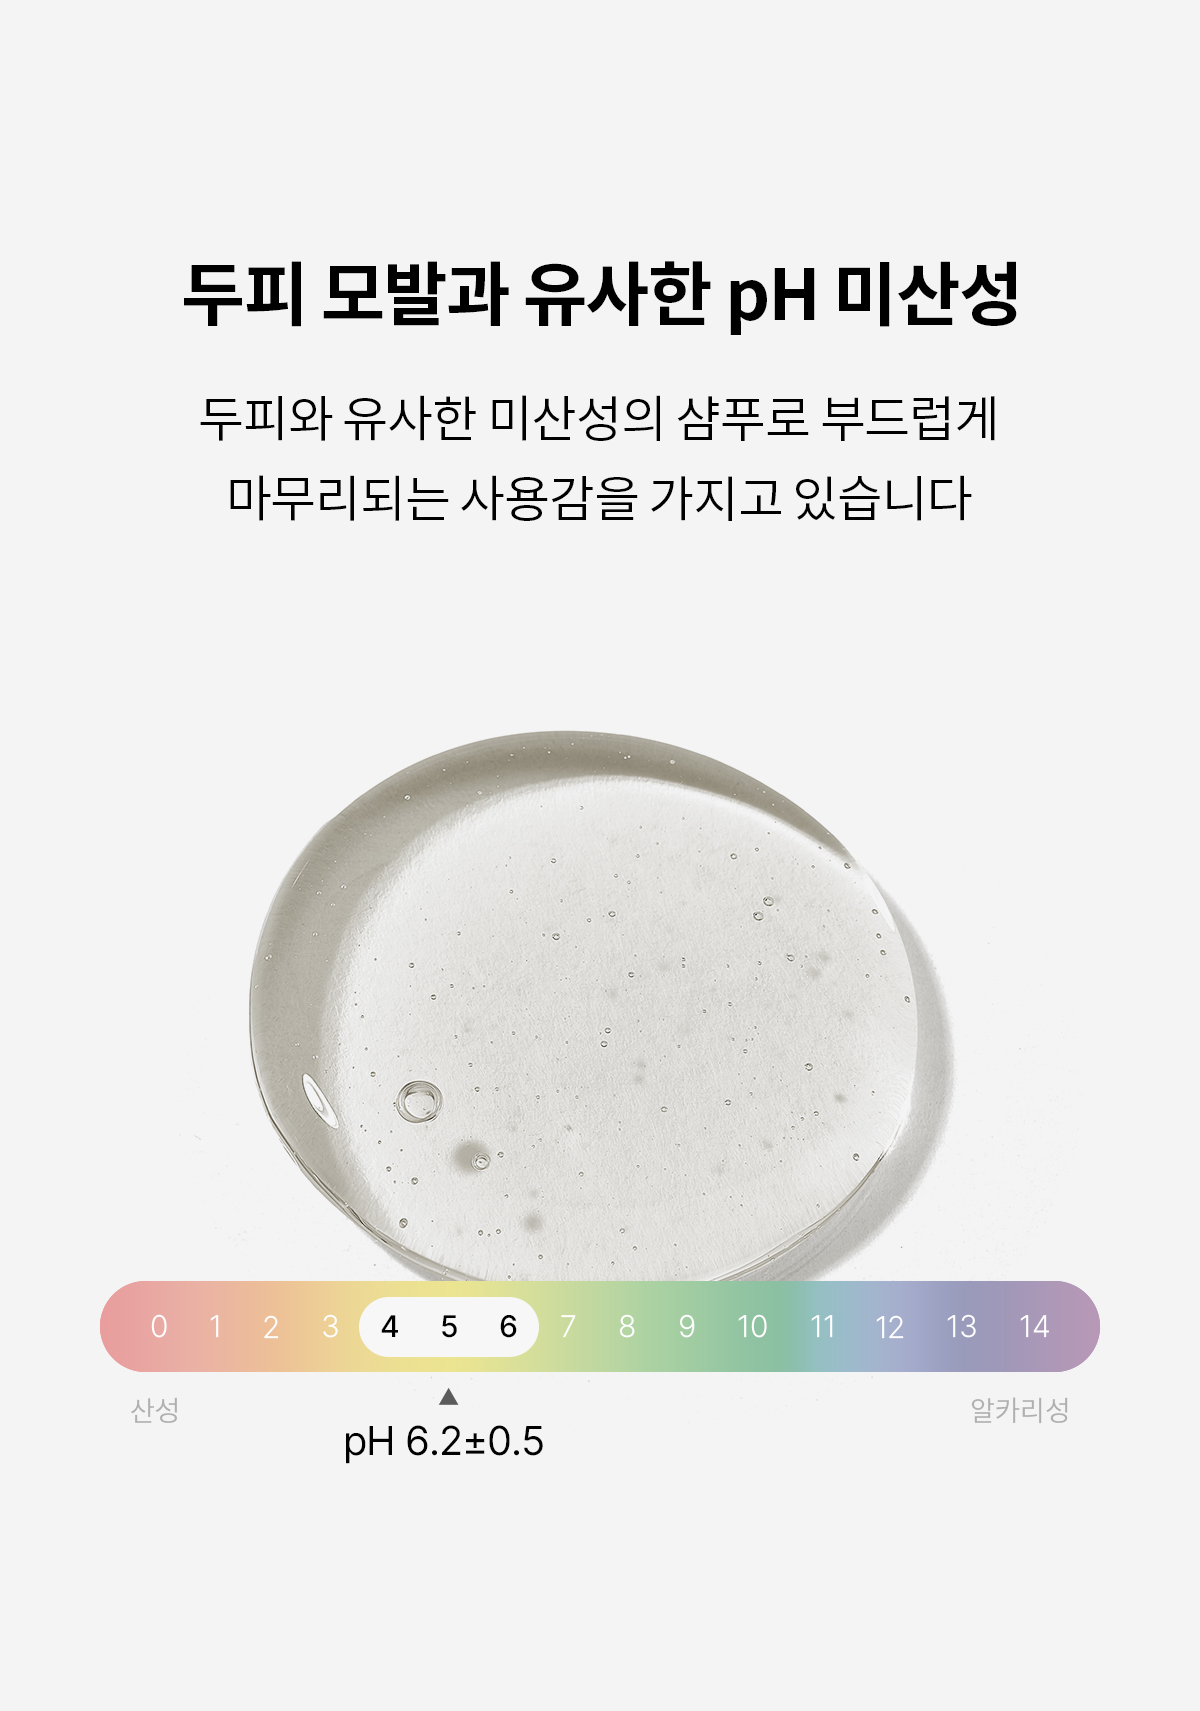 두피 모발과 유사한 pH 미산성
두피와 유사한 미산성의 샴푸로 부드럽게
마무리되는 사용감을 가지고 있습니다
0 1 2 3 4 5 6 7 8 9 10 11 12 13 14
산성 알카리성
▲
pH 6.2±0.5